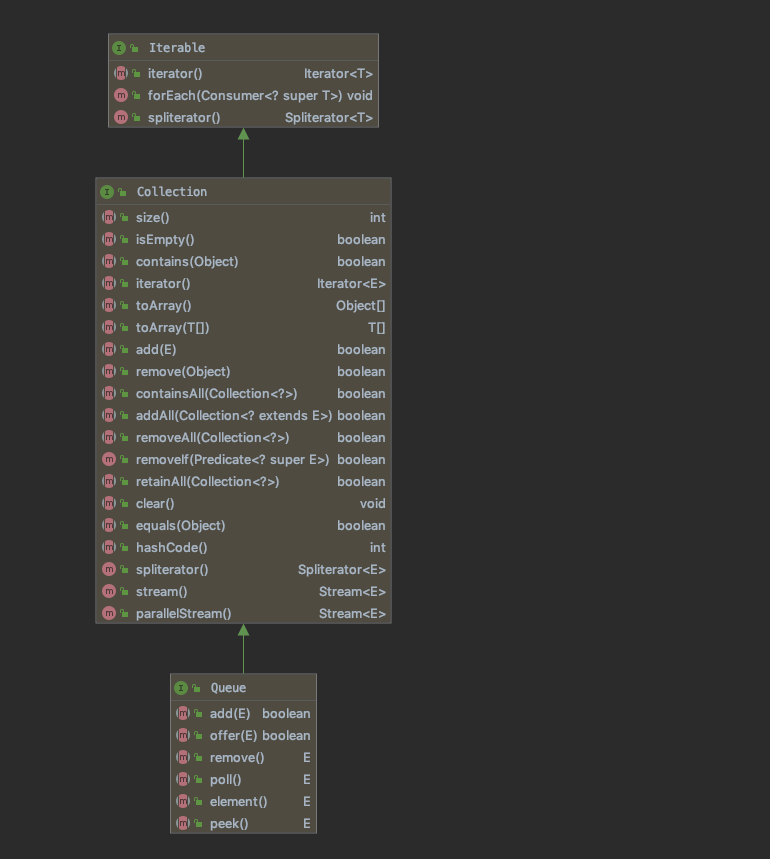 Iterable
iterator() Iterator<T>
forEach(Consumer<? super T>) void
spliterator() Spliterator<T>
Collection
size() int
isEmpty() boolean
contains(Object) boolean
iterator() Iterator<E>
toArray() Object[]
toArray(T[]) T[]
add(E) boolean
remove(Object) boolean
containsAll(Collection<?>) boolean
addAll(Collection<? extends E>) boolean
removeAll(Collection<?>) boolean
removeIf(Predicate<? super E>) boolean
retainAll(Collection<?>) boolean
clear() void
equals(Object) boolean
hashCode() int
spliterator() Spliterator<E>
stream() Stream<E>
parallelStream() Stream<E>
Queue
add(E) boolean
offer(E) boolean
remove() E
poll() E
element() E
peek() E